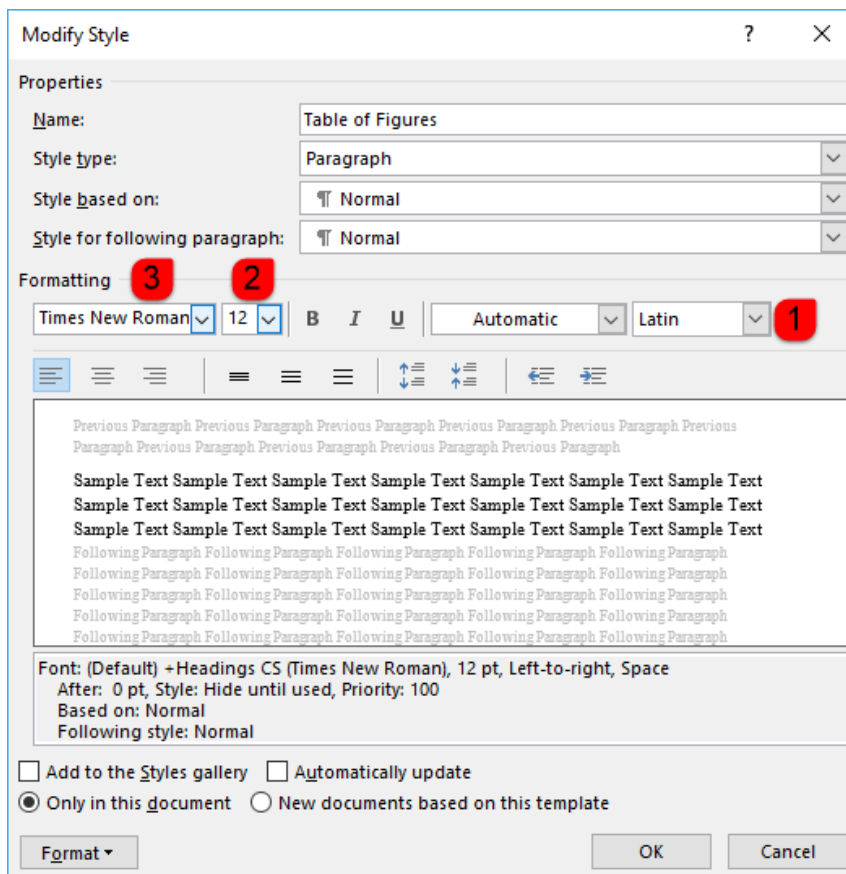 Modify Style ? ×
Properties
Name: Table of Figures
Style type: Paragraph
Style based on: ¶ Normal
Style for following paragraph: ¶ Normal
Formatting 3 2
Times New Roman 12 B I U Automatic Latin 1
Previous Paragraph Previous Paragraph Previous Paragraph Previous Paragraph Previous Paragraph Previous
Paragraph Previous Paragraph Previous Paragraph Previous Paragraph Previous Paragraph
Sample Text Sample Text Sample Text Sample Text Sample Text Sample Text Sample Text
Sample Text Sample Text Sample Text Sample Text Sample Text Sample Text Sample Text
Sample Text Sample Text Sample Text Sample Text Sample Text Sample Text Sample Text
Following Paragraph Following Paragraph Following Paragraph Following Paragraph Following Paragraph
Following Paragraph Following Paragraph Following Paragraph Following Paragraph Following Paragraph
Following Paragraph Following Paragraph Following Paragraph Following Paragraph Following Paragraph
Following Paragraph Following Paragraph Following Paragraph Following Paragraph Following Paragraph
Following Paragraph Following Paragraph Following Paragraph Following Paragraph Following Paragraph
Font: (Default) +Headings CS (Times New Roman), 12 pt, Left-to-right, Space
After: 0 pt, Style: Hide until used, Priority: 100
Based on: Normal
Following style: Normal
Add to the Styles gallery Automatically update
Only in this document New documents based on this template
Format OK Cancel